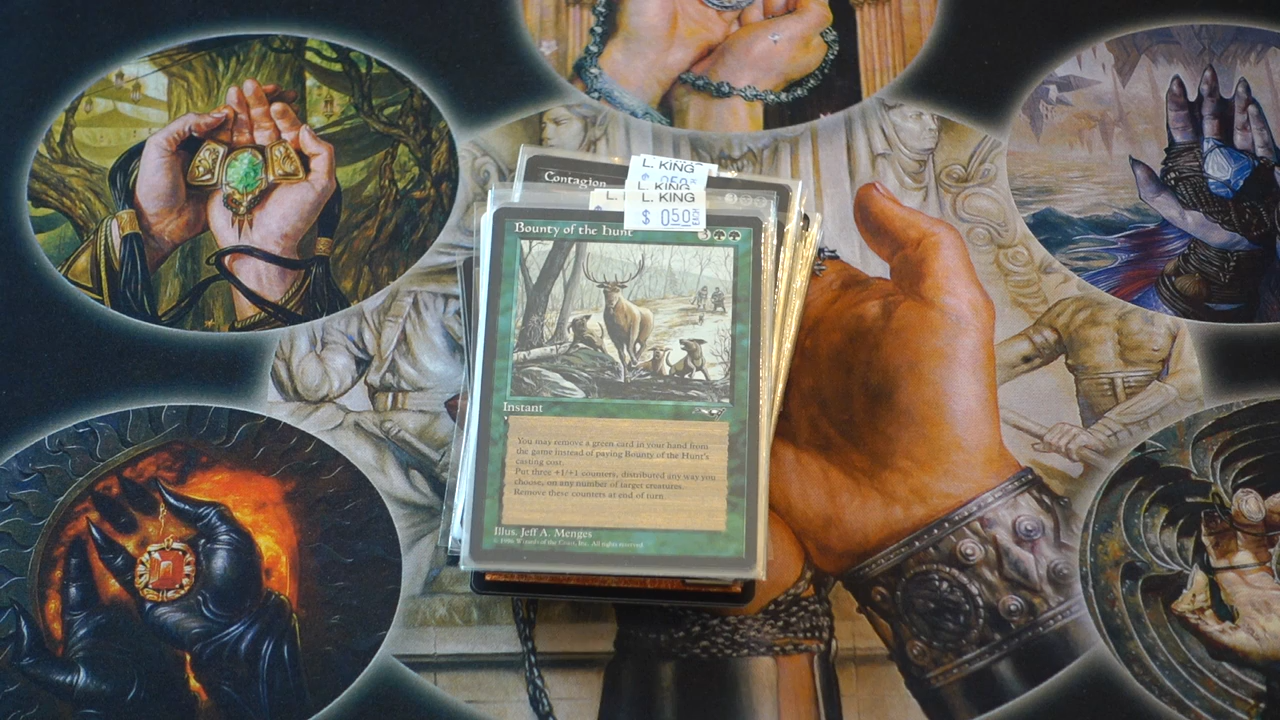 L. KING
Contagion
$ 050
L. KING
L. KING
$ 050 EACH
Bounty of the Hunt
3
Instant
You may remove a green card in your hand from
the game instead of paying Bounty of the Hunt's
casting cost.
Put three +1/+1 counters, distributed any way you
choose, on any number of target creatures.
Remove these counters at end of turn.
Illus. Jeff A. Menges
© 1996 Wizards of the Coast, Inc. All rights reserved.